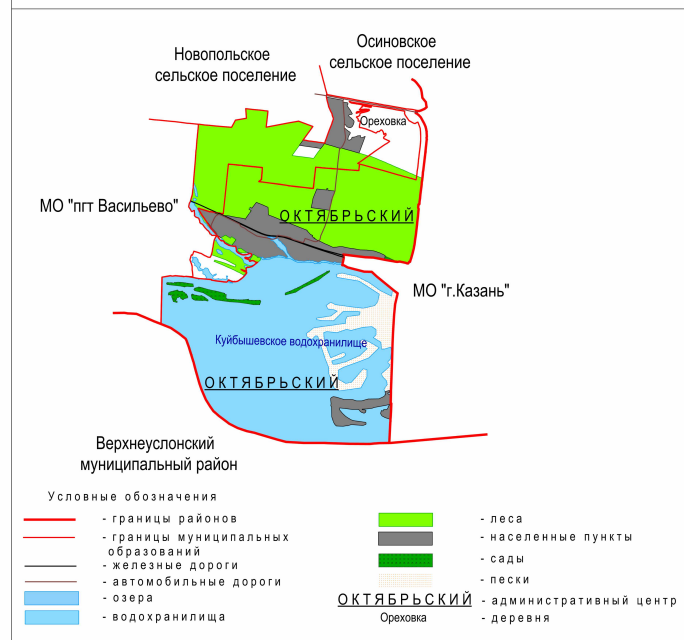 Осиновское
сельское поселение
Новопольское
сельское поселение
Ореховка
МО "пгт Васильево"
ОКТЯБРЬСКИЙ
МО "г.Казань"
Куйбышевское водохранилище
ОКТЯБРЬСКИЙ
Верхнеуслонский
муниципальный район
Условные обозначения
- границы районов
- границы муниципальных
образований
- железные дороги
- автомобильные дороги
- озера
- водохранилища
- леса
- населенные пункты
- сады
- пески
ОКТЯБРЬСКИЙ - административный центр
Ореховка - деревня